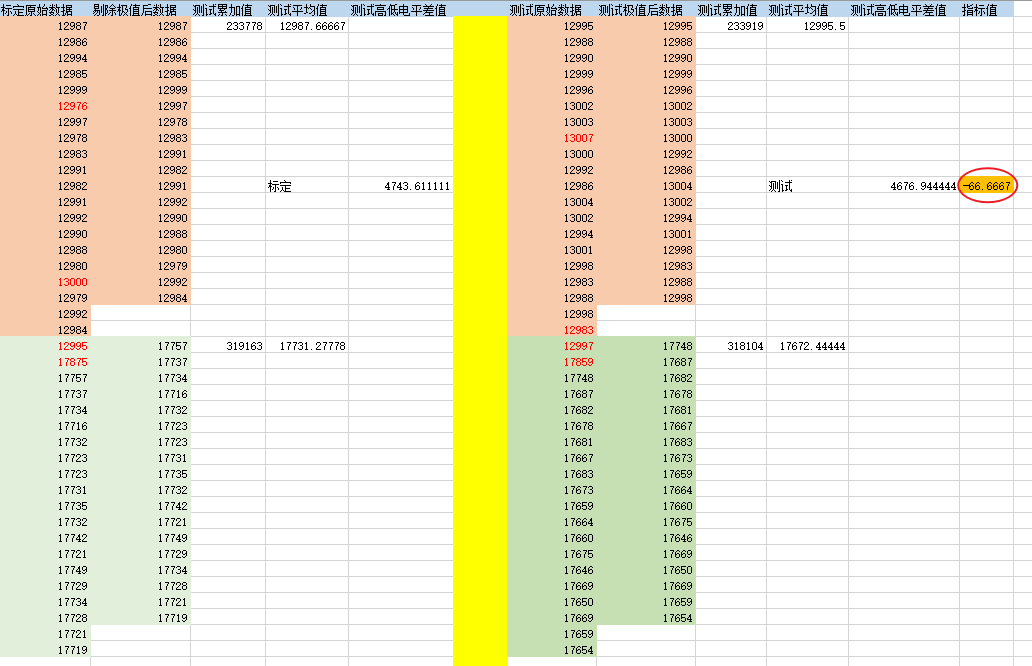 标定原始数据 剔除极值后数据 测试累加值 测试平均值 测试高低电平差值 测试原始数据 测试极值后数据 测试累加值 测试平均值 测试高低电平差值 指标值
12987 12987 233778 12987.66667 12995 12995 233919 12995.5
12986 12986 12988 12988
12994 12994 12990 12990
12985 12985 12999 12999
12999 12999 12996 12996
12976 12997 13002 13002
12997 12978 13003 13003
12978 12983 13007 13000
12983 12991 13000 12992
12991 12982 12992 12986
12982 12991 标定 4743.611111 12986 13004 测试 4676.944444 -66.6667
12991 12992 13004 13002
12992 12990 13002 12994
12990 12988 12994 13001
12988 12980 13001 12998
12980 12979 12998 12983
13000 12992 12983 12988
12979 12984 12988 12998
12992 12998
12984 12983
12995 17757 319163 17731.27778 12997 17748 318104 17672.44444
17875 17737 17859 17687
17757 17734 17748 17682
17737 17716 17687 17678
17734 17732 17682 17681
17716 17723 17678 17667
17732 17723 17681 17683
17723 17731 17667 17673
17723 17735 17683 17659
17731 17732 17673 17664
17735 17742 17659 17660
17732 17721 17664 17675
17742 17749 17660 17646
17721 17729 17675 17669
17749 17734 17646 17650
17729 17728 17669 17669
17734 17721 17650 17659
17728 17719 17669 17654
17721 17659
17719 17654